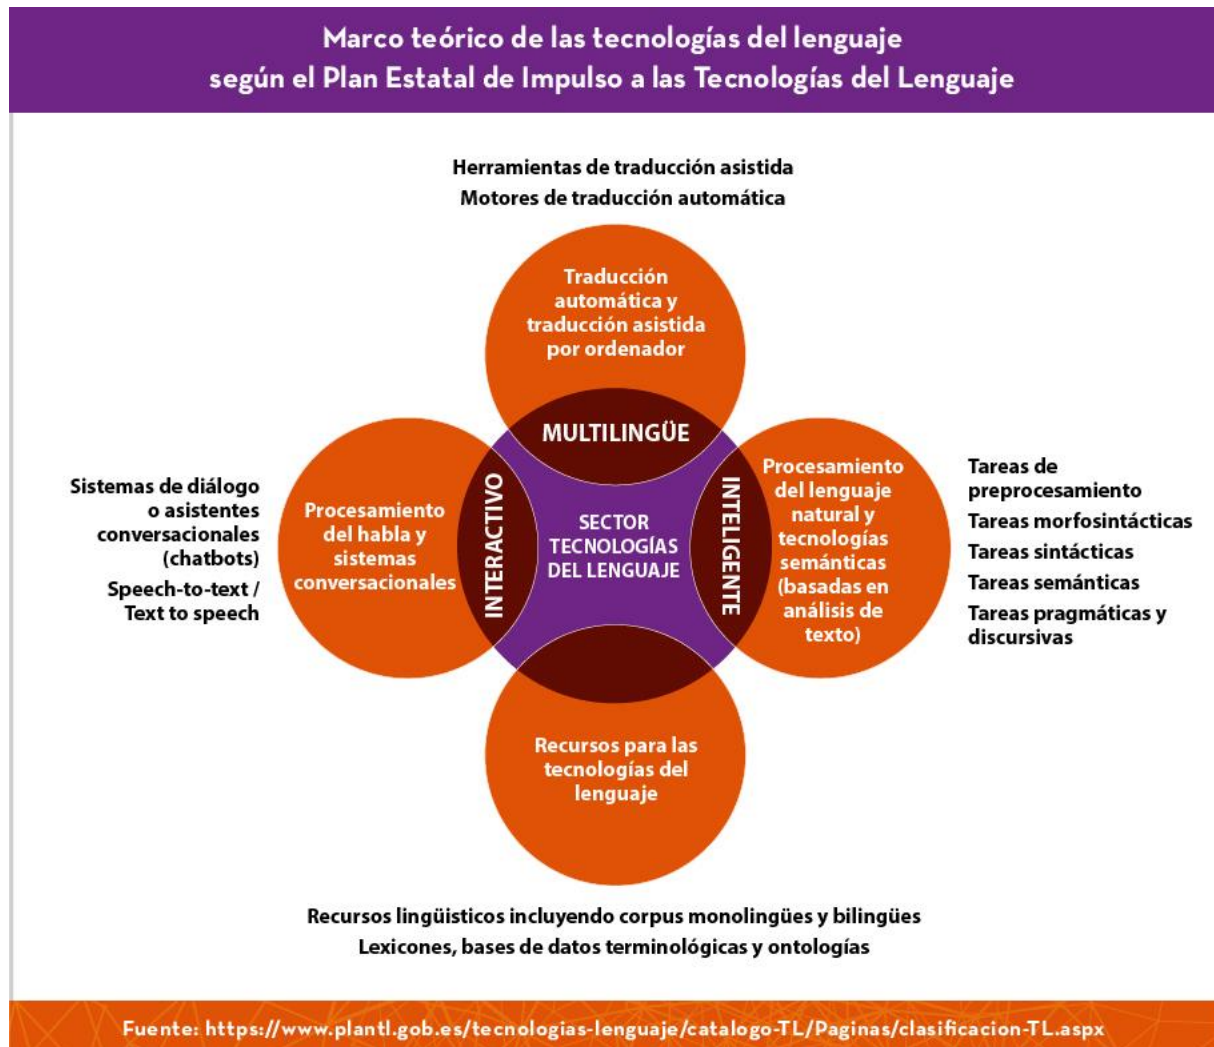 Marco teórico de las tecnologías del lenguaje
según el Plan Estatal de Impulso a las Tecnologías del Lenguaje
Herramientas de traducción asistida
Motores de traducción automática
Traducción
automática y
traducción asistida
por ordenador
MULTILINGÜE
Sistemas de diálogo
o asistentes
conversacionales
(chatbots)
Speech-to-text /
Text to speech
Procesamiento
del habla y
sistemas
conversacionales
INTERACTIVO
SECTOR
TECNOLOGÍAS
DEL LENGUAJE
INTELIGENTE
Procesamiento
del lenguaje
natural y
tecnologías
semánticas
(basadas en
análisis de
texto)
Tareas de
preprocesamiento
Tareas morfosintácticas
Tareas sintácticas
Tareas semánticas
Tareas pragmáticas y
discursivas
Recursos para las
tecnologías del
lenguaje
Recursos lingüisticos incluyendo corpus monolingües y bilingües
Lexicones, bases de datos terminológicas y ontologías
Fuente: https://www.plantl.gob.es/tecnologias-lenguaje/catalogo-TL/Paginas/clasificacion-TL.aspx